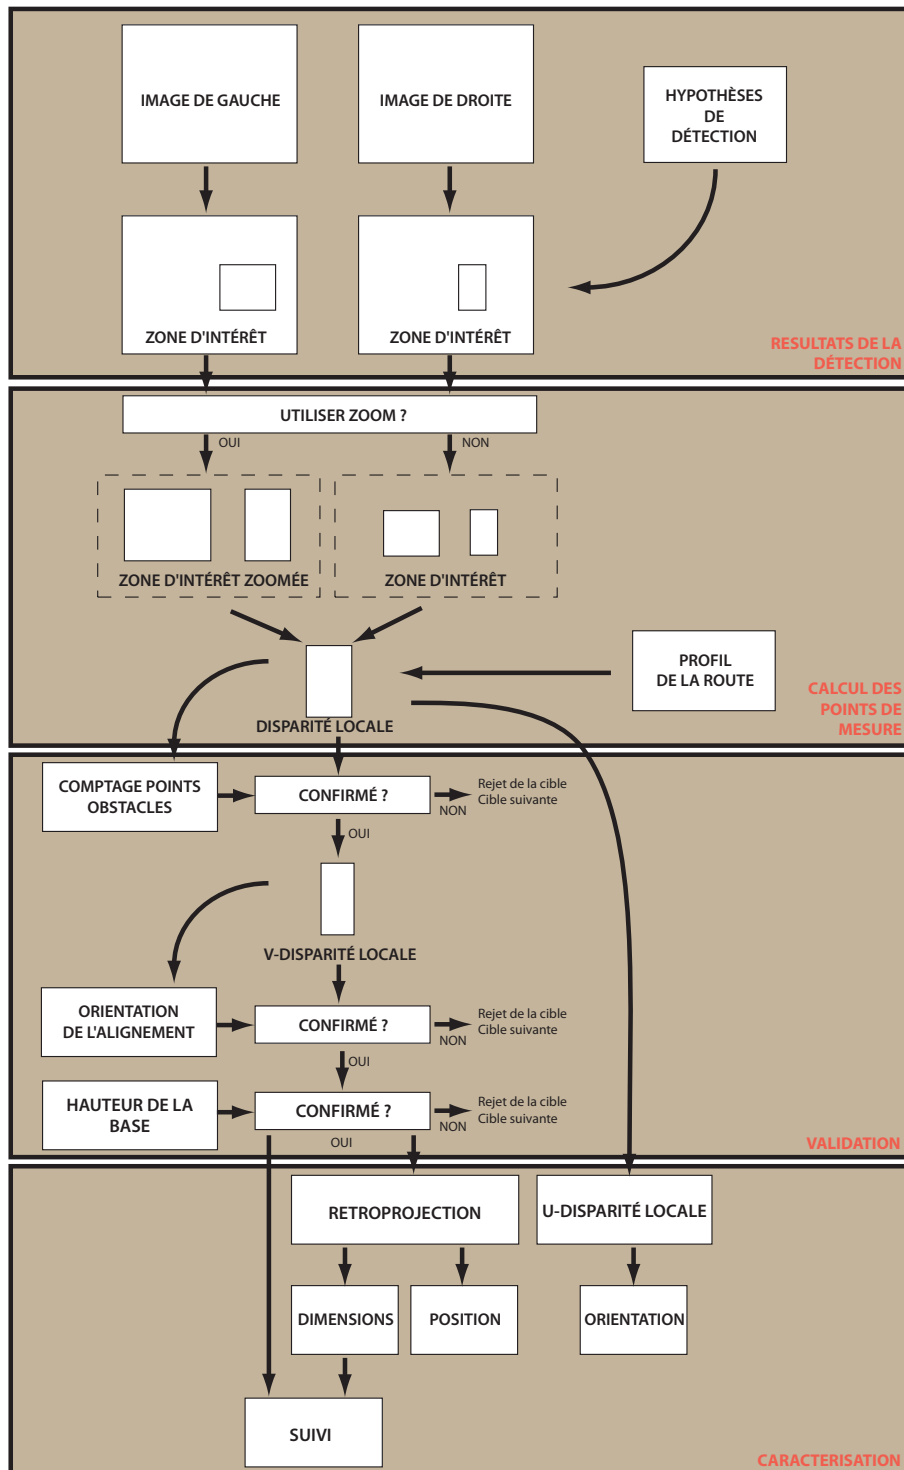 IMAGE DE GAUCHE
IMAGE DE DROITE
HYPOTHÈSES
DE
DÉTECTION
ZONE D'INTÉRÊT
ZONE D'INTÉRÊT
RESULTATS DE LA
DÉTECTION
UTILISER ZOOM ?
OUI
NON
ZONE D'INTÉRÊT ZOOMÉE
ZONE D'INTÉRÊT
PROFIL
DE LA ROUTE
DISPARITÉ LOCALE
CALCUL DES
POINTS DE
MESURE
COMPTAGE POINTS
OBSTACLES
CONFIRMÉ ?
NON
Rejet de la cible
Cible suivante
OUI
V-DISPARITÉ LOCALE
ORIENTATION
DE L'ALIGNEMENT
CONFIRMÉ ?
NON
Rejet de la cible
Cible suivante
OUI
HAUTEUR DE LA
BASE
CONFIRMÉ ?
NON
Rejet de la cible
Cible suivante
OUI
VALIDATION
RETROPROJECTION
U-DISPARITÉ LOCALE
DIMENSIONS
POSITION
ORIENTATION
SUIVI
CARACTERISATION